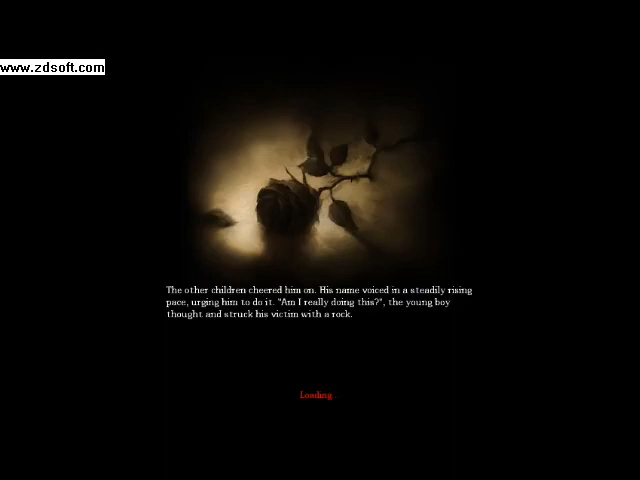 www.zdsoft.com
The other children cheered him on. His name voiced in a steadily rising
pace, urging him to do it. "Am I really doing this?", the young boy
thought and struck his victim with a rock.
Loading..